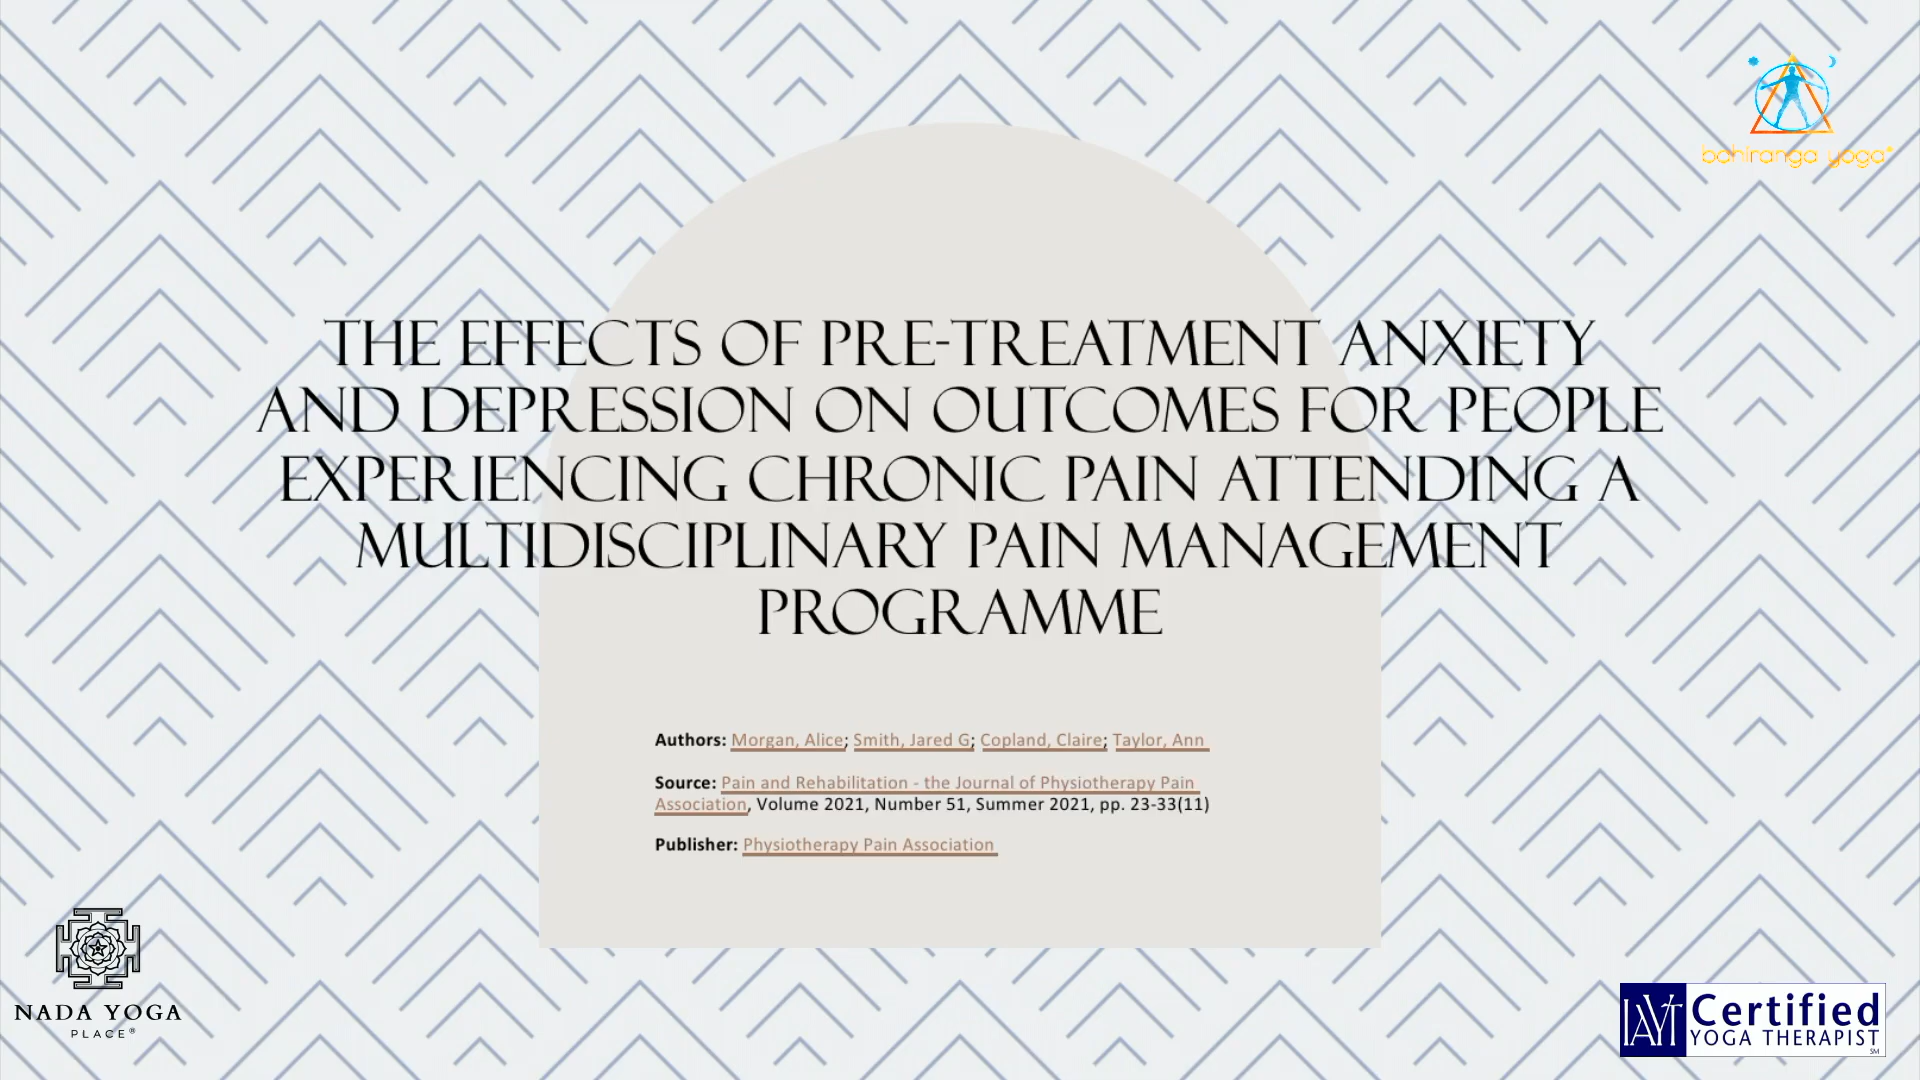 bahiranga yoga®
THE EFFECTS OF PRE-TREATMENT ANXIETY
AND DEPRESSION ON OUTCOMES FOR PEOPLE
EXPERIENCING CHRONIC PAIN ATTENDING A
MULTIDISCIPLINARY PAIN MANAGEMENT
PROGRAMME
Authors: Morgan, Alice; Smith, Jared G; Copland, Claire; Taylor, Ann
Source: Pain and Rehabilitation - the Journal of Physiotherapy Pain
Association, Volume 2021, Number 51, Summer 2021, pp. 23-33(11)
Publisher: Physiotherapy Pain Association
NADA YOGA
PLACE®
IAYT Certified
YOGA THERAPIST
SM